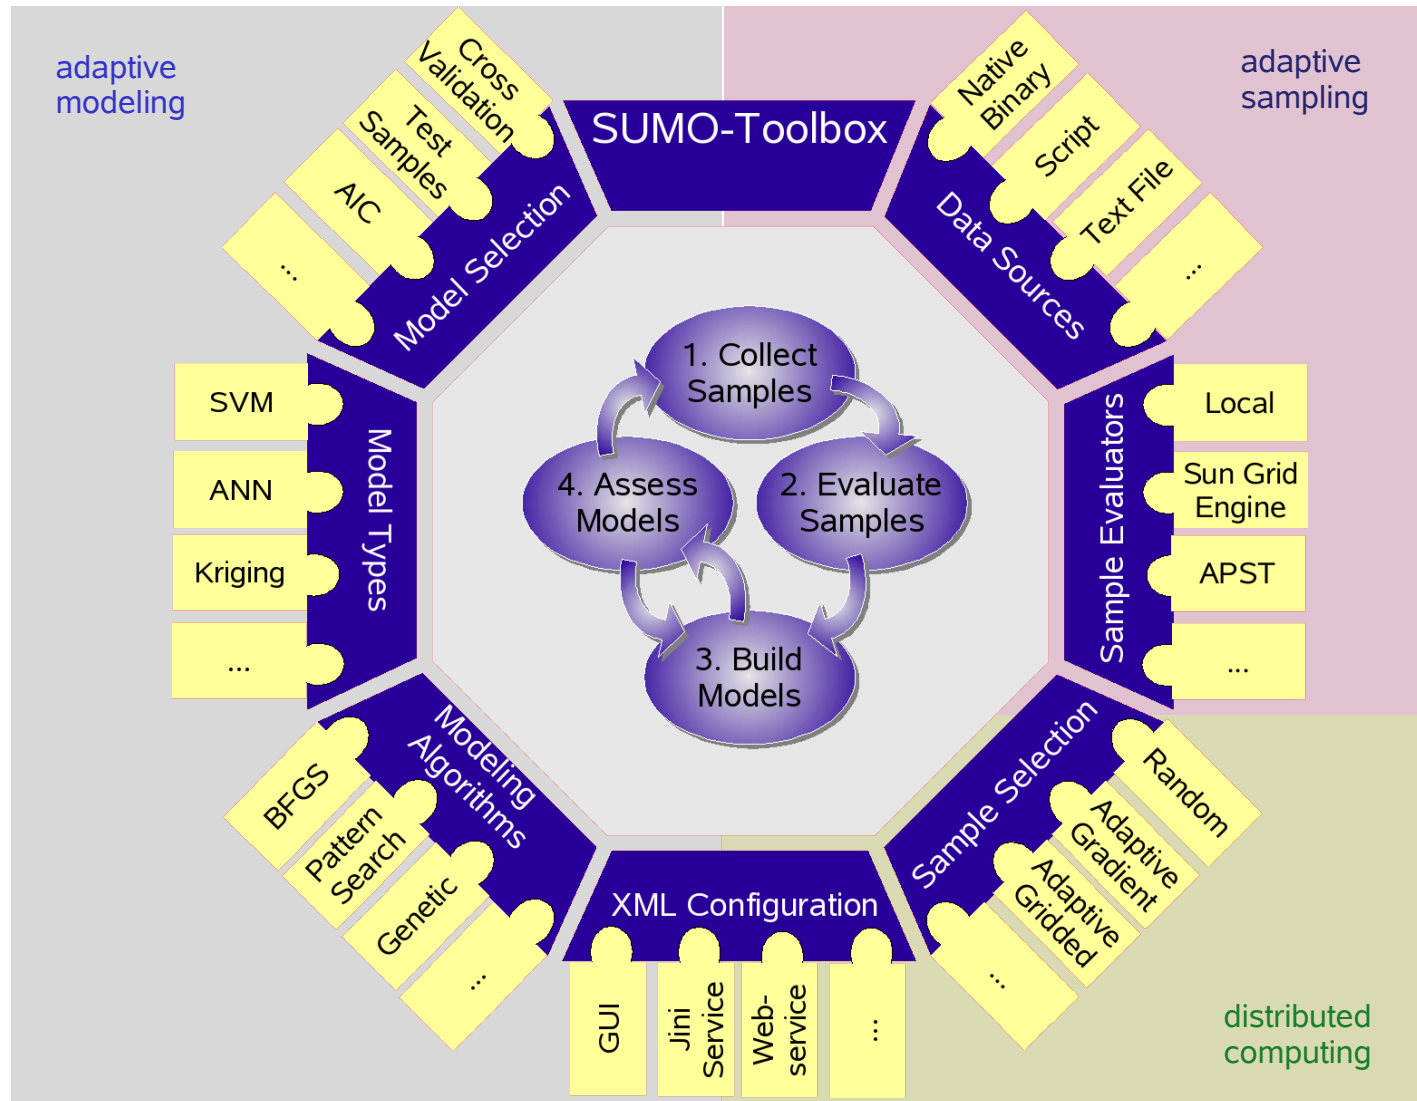 adaptive
modeling
adaptive
sampling
SUMO-Toolbox
Cross
Validation
Test
Samples
AIC
...
Model Selection
Native
Binary
Script
Text File
...
Data Sources
SVM
ANN
Kriging
...
Model Types
1. Collect
Samples
2. Evaluate
Samples
3. Build
Models
4. Assess
Models
Local
Sun Grid
Engine
APST
...
Sample Evaluators
BFGS
Pattern
Search
Genetic
...
Modeling
Algorithms
XML Configuration
GUI
Jini
Service
Web-
service
...
Random
Adaptive
Gradient
Adaptive
Gridded
...
Sample Selection
distributed
computing